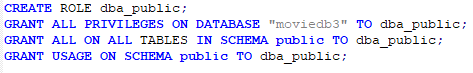 CREATE ROLE dba_public;
GRANT ALL PRIVILEGES ON DATABASE "moviedb3" TO dba_public;
GRANT ALL ON ALL TABLES IN SCHEMA public TO dba_public;
GRANT USAGE ON SCHEMA public TO dba_public;